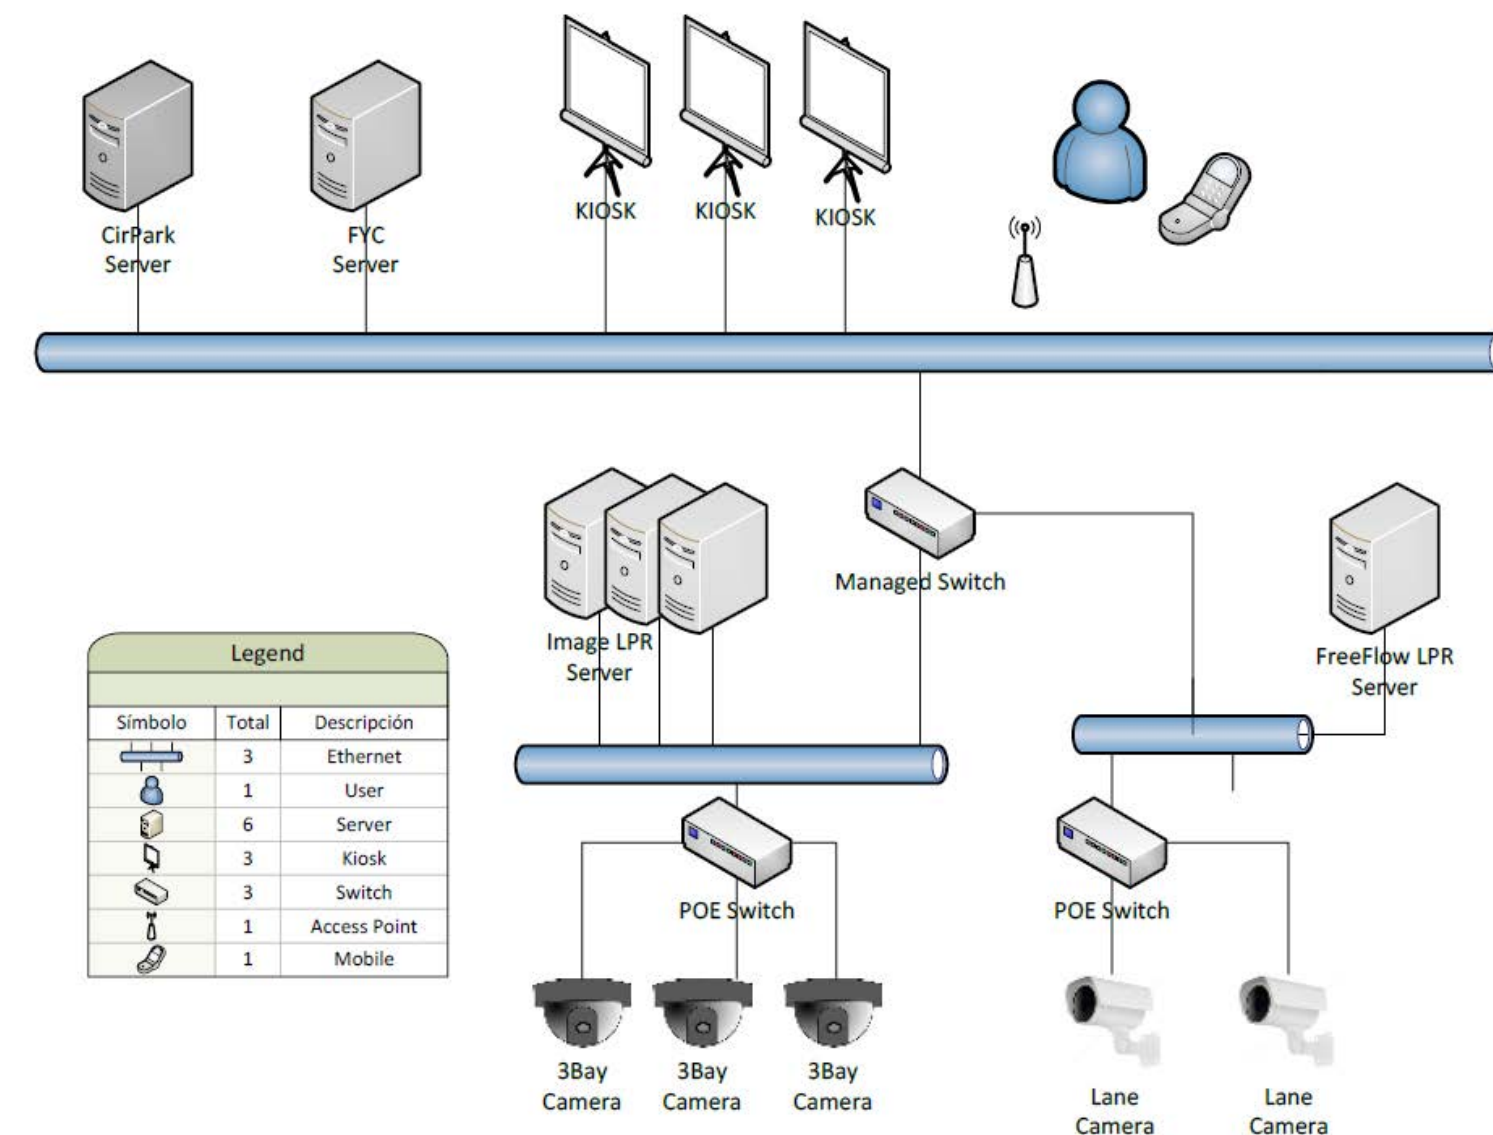 KIOSK
KIOSK
KIOSK
CirPark
Server
FYC
Server
Managed Switch
Image LPR
Server
FreeFlow LPR
Server
Legend
Símbolo Total Descripción
3 Ethernet
1 User
6 Server
3 Kiosk
3 Switch
1 Access Point
1 Mobile
POE Switch
POE Switch
3Bay
Camera
3Bay
Camera
3Bay
Camera
Lane
Camera
Lane
Camera